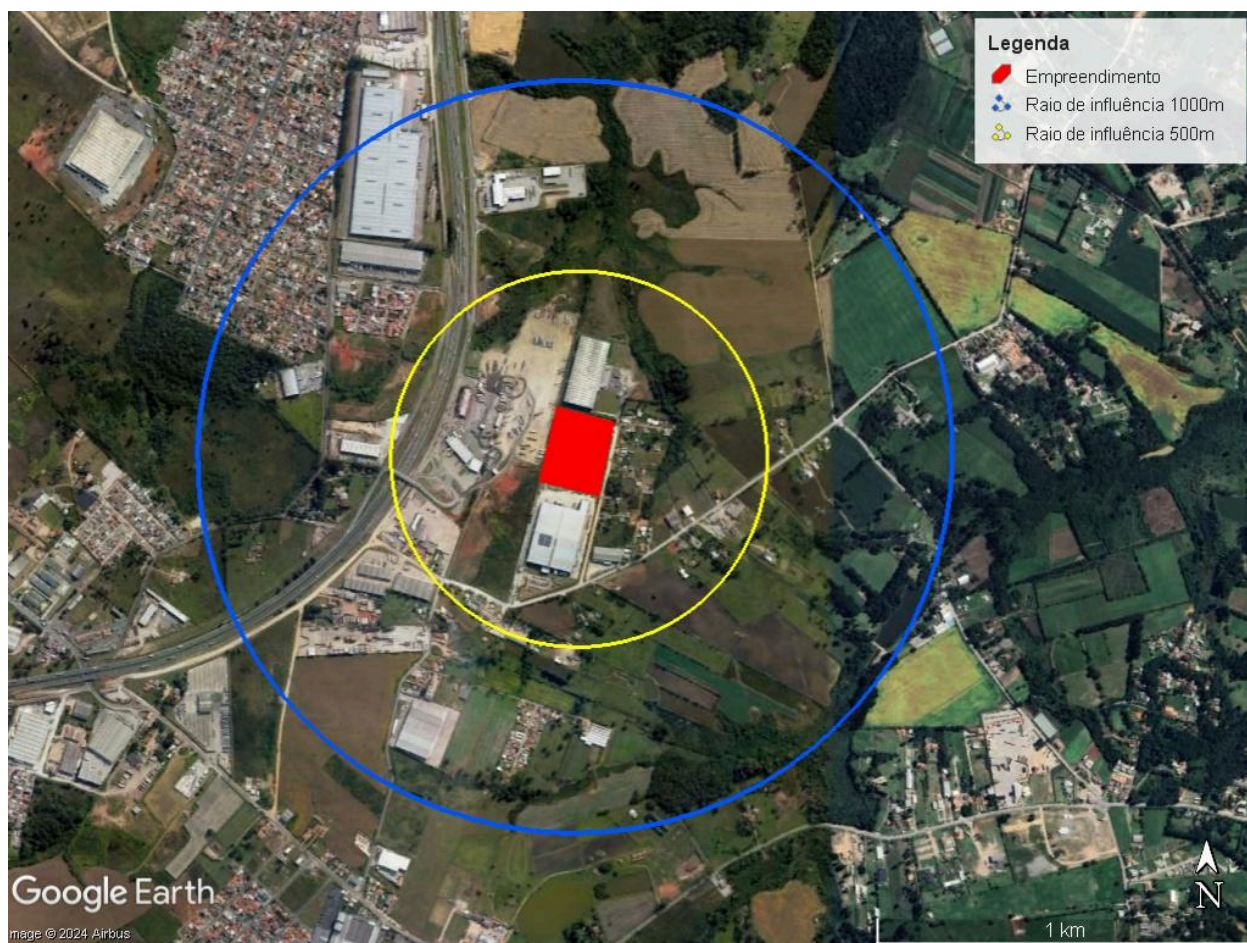 Legenda
Empreendimento
Raio de influência 1000m
Raio de influência 500m
Google Earth
mage © 2024 Airbus
N
1 km